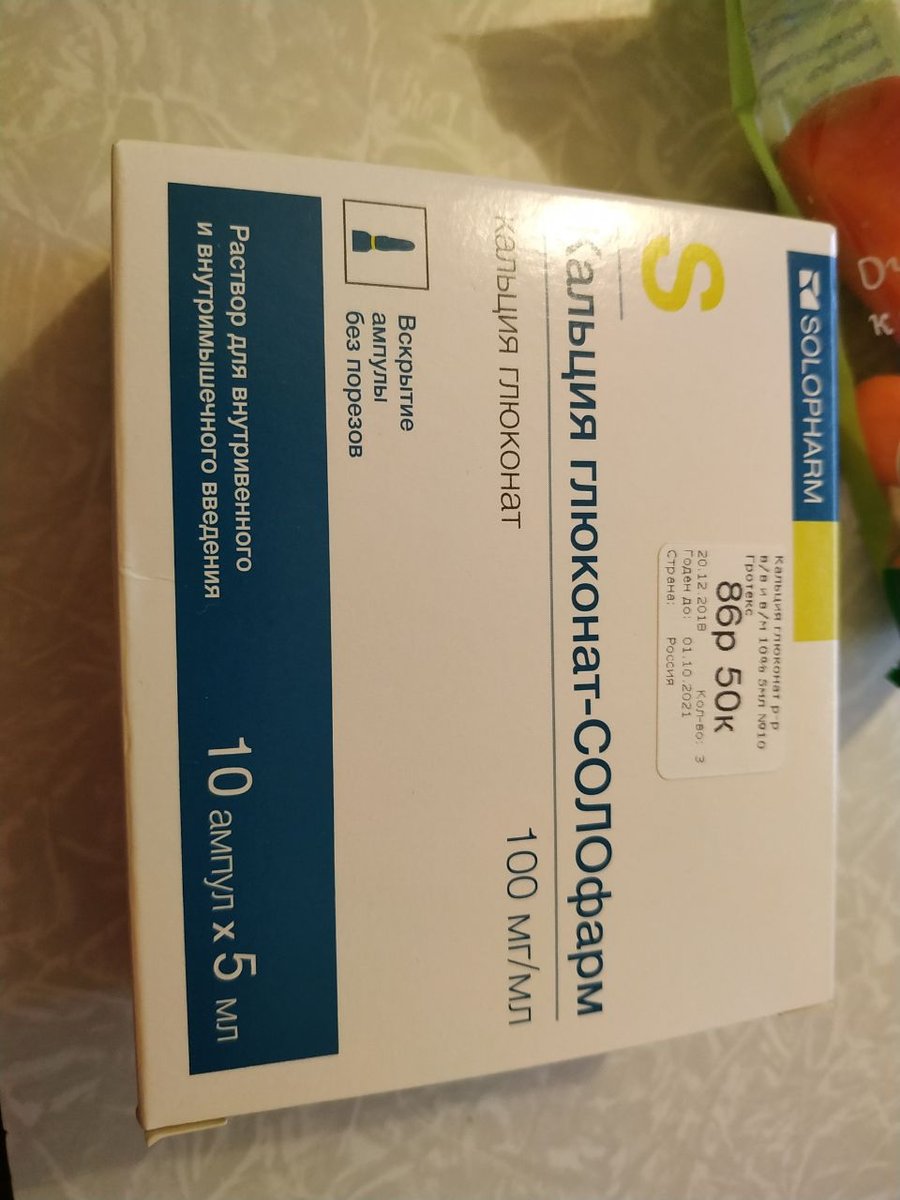 SOLOPHARM
Кальция глюконат р-р
в/в и в/м 10% 5мл №10
Гротекс
86р 50к
20.12.2018 Кол-во: 3
Годен до: 01.10.2021
Страна: Россия
S
Кальция глюконат-СОЛОфарм
кальция глюконат 100 мг/мл
Вскрытие
ампулы
без порезов
Раствор для внутривенного
и внутримышечного введения
10 ампул x 5 мл